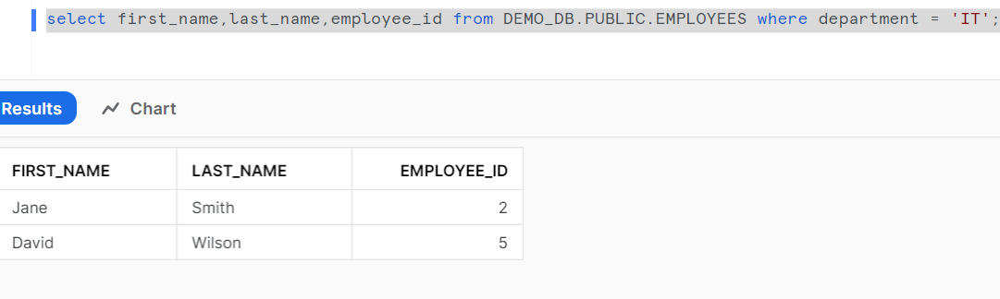 select first_name,last_name,employee_id from DEMO_DB.PUBLIC.EMPLOYEES where department = 'IT';
Results Chart
FIRST_NAME LAST_NAME EMPLOYEE_ID
Jane Smith 2
David Wilson 5